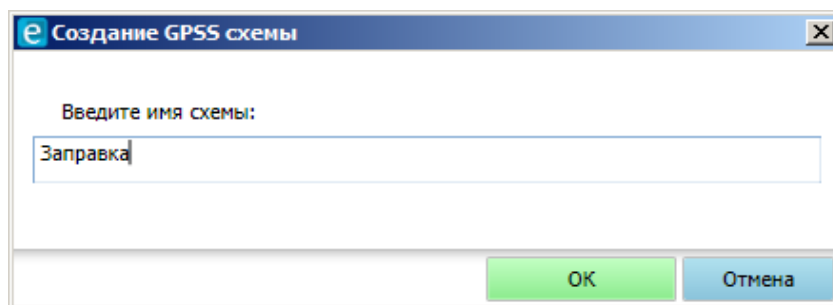 Создание GPSS схемы
Введите имя схемы:
Заправка
OK
Отмена